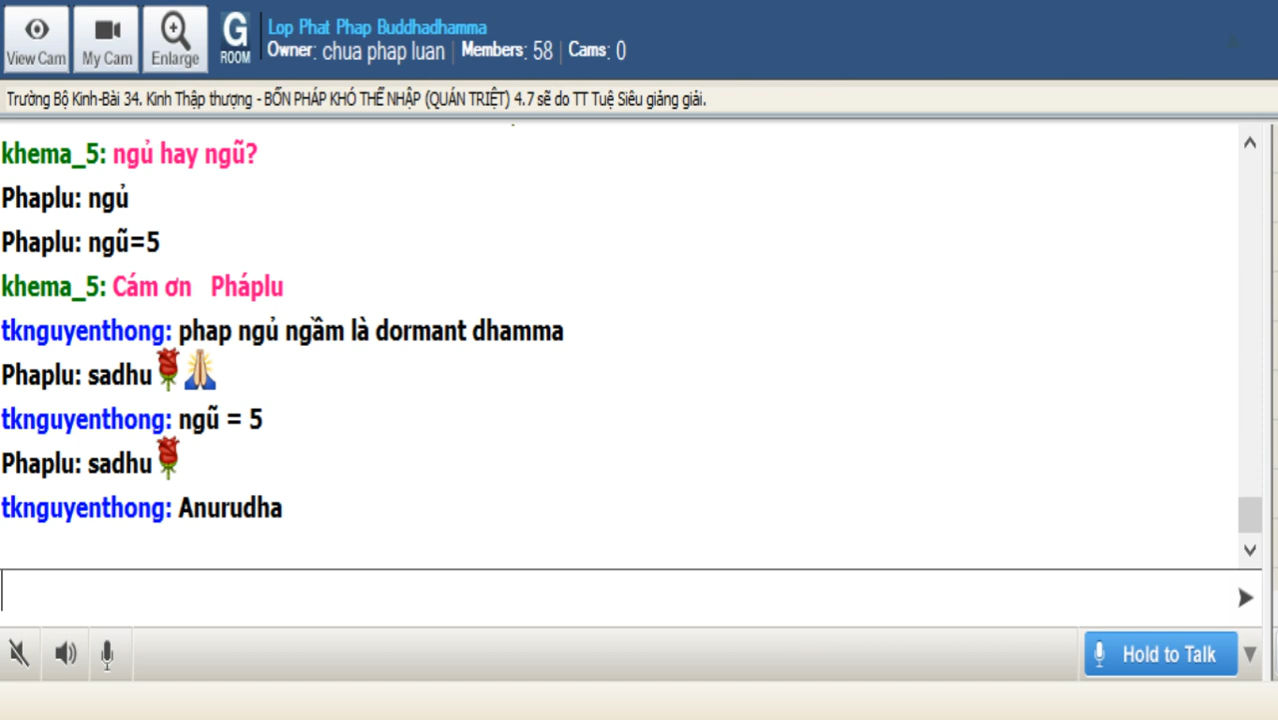 View Cam
My Cam
Enlarge
G
ROOM
Lop Phat Phap Buddhadhamma
Owner: chua phap luan | Members: 58 | Cams: 0
Trường Bộ Kinh-Bài 34. Kinh Thập thượng - BỐN PHÁP KHÓ THỂ NHẬP (QUÁN TRIỆT) 4.7 sẽ do TT Tuệ Siêu giảng giải.
khema_5: ngủ hay ngũ?
Phaplu: ngủ
Phaplu: ngũ=5
khema_5: Cám ơn Pháplu
tknguyenthong: phap ngủ ngầm là dormant dhamma
Phaplu: sadhu🌹🙏
tknguyenthong: ngũ = 5
Phaplu: sadhu🌹
tknguyenthong: Anurudha
Hold to Talk